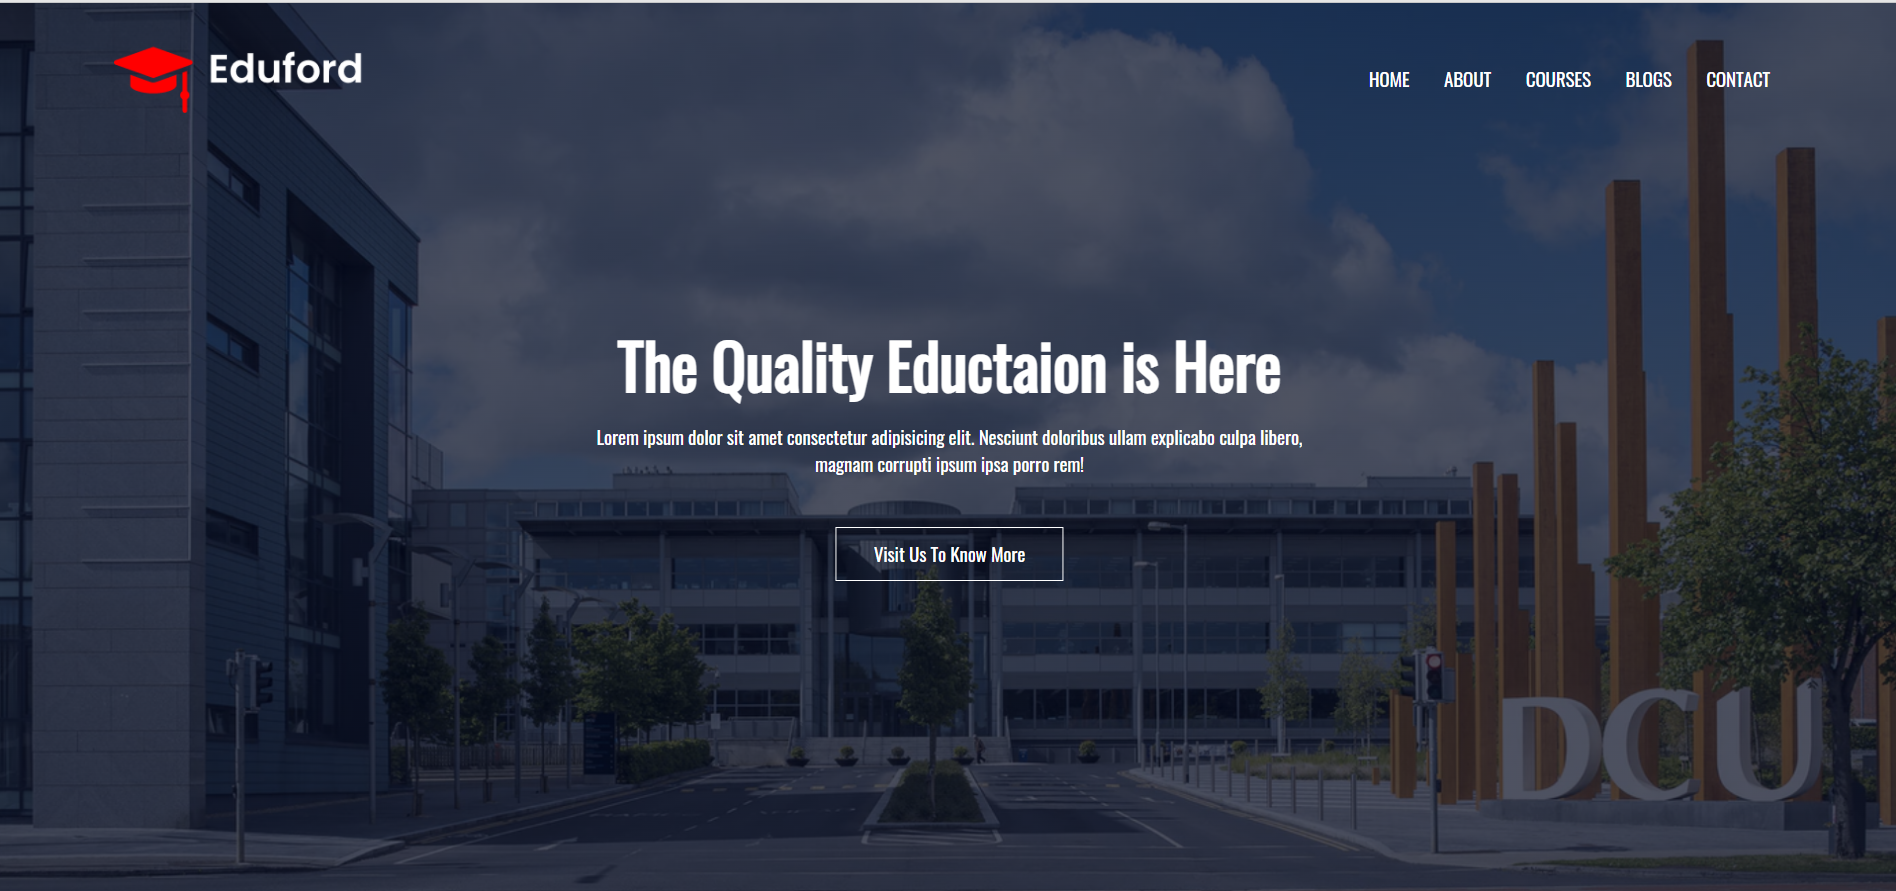 Eduford
HOME ABOUT COURSES BLOGS CONTACT
The Quality Eductaion is Here
Lorem ipsum dolor sit amet consectetur adipisicing elit. Nesciunt doloribus ullam explicabo culpa libero,
magnam corrupti ipsum ipsa porro rem!
Visit Us To Know More
DCU